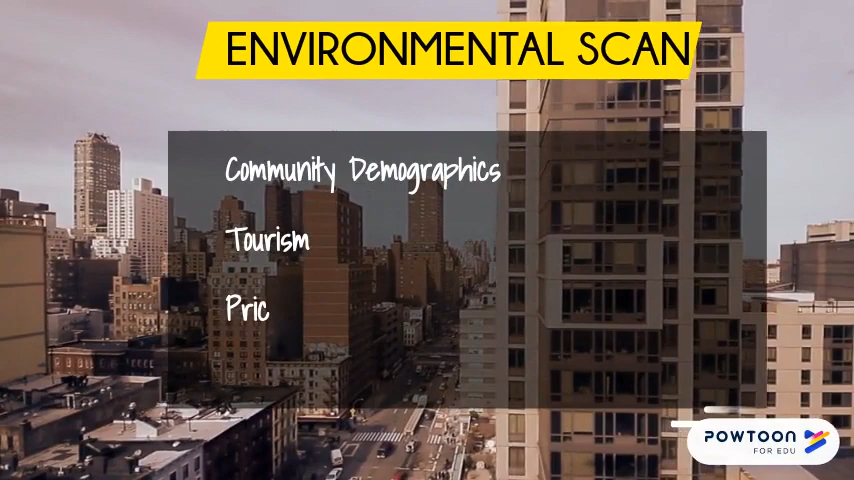 ENVIRONMENTAL SCAN
Community Demographics
Tourism
Pric
POWTOON
FOR EDU